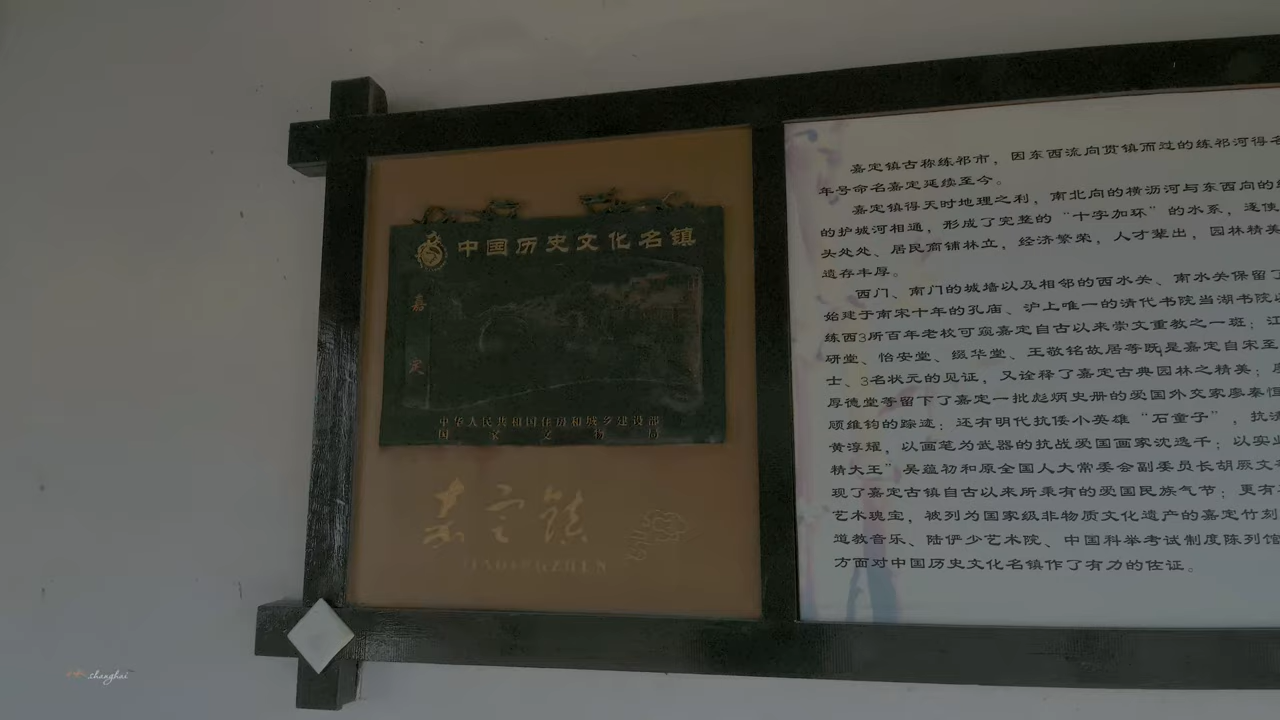 中国历史文化名镇
嘉定
中华人民共和国住房和城乡建设部
国家文物局
嘉定镇
JIADINGZHEN
嘉定镇古称练祁市，因东西流向贯镇而过的练祁河得名
年号命名嘉定延续至今。
嘉定镇得天时地理之利，南北向的横沥河与东西向的
的护城河相通，形成了完整的“十字加环”的水系，逐使
头处处、居民商铺林立，经济繁荣，人才辈出，园林精美
遗存丰厚。
西门、南门的城墙以及相邻的西水关、南水关保留了
始建于南宋十年的孔庙、沪上唯一的清代书院当湖书院
练西3所百年老校可窥嘉定自古以来崇文重教之一斑；江
研堂、怡安堂、缀华堂、王敬铭故居等既是嘉定自宋至
士、3名状元的见证，又诠释了嘉定古典园林之精美；
厚德堂等留下了嘉定一批彪炳史册的爱国外交家廖泰恒
顾维钧的踪迹；还有明代抗倭小英雄“石童子”，抗
黄淳耀，以画笔为武器的抗战爱国画家沈逸千；以实业
精大王”吴蕴初和原全国人大常委会副委员长胡厥文
现了嘉定古镇自古以来所秉有的爱国民族气节；更有
艺术瑰宝，被列为国家级非物质文化遗产的嘉定竹刻
道教音乐、陆俨少艺术院、中国科举考试制度陈列馆
方面对中国历史文化名镇作了有力的佐证。
shanghai